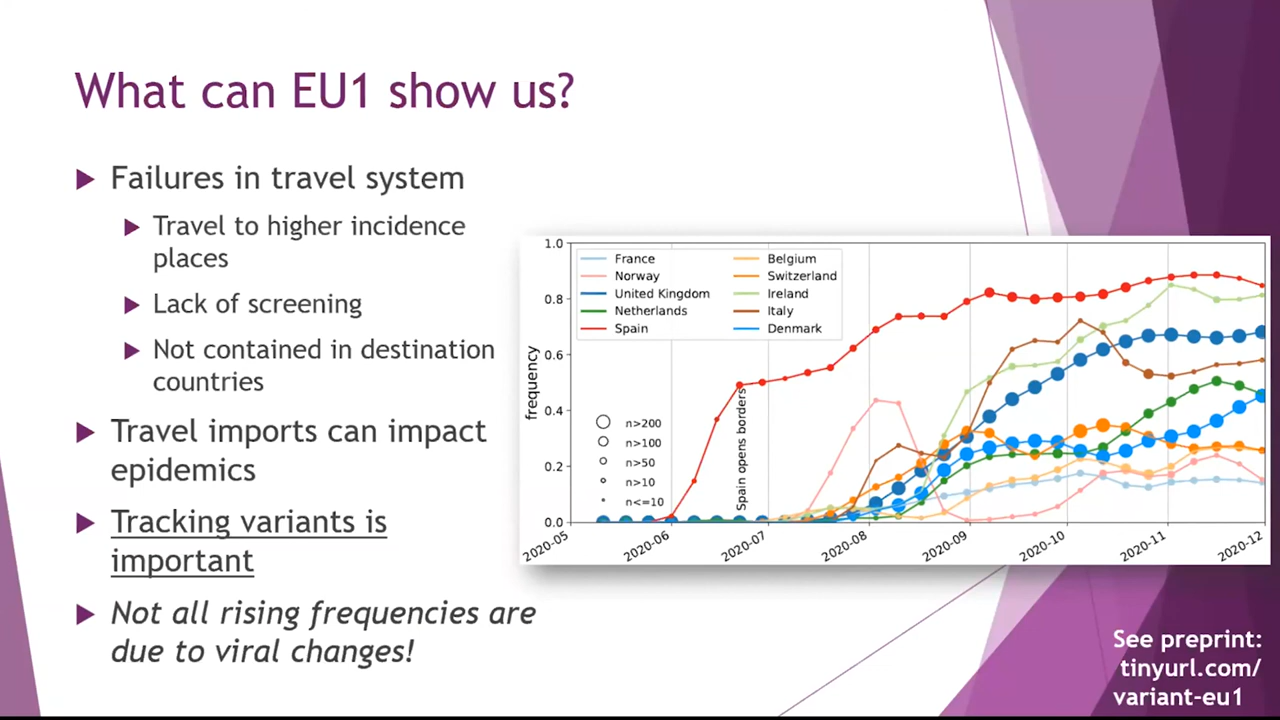 What can EU1 show us?
Failures in travel system
Travel to higher incidence
places
Lack of screening
Not contained in destination
countries
Travel imports can impact
epidemics
Tracking variants is
important
Not all rising frequencies are
due to viral changes!
frequency
1.0
0.8
0.6
0.4
0.2
0.0
France
Norway
United Kingdom
Netherlands
Spain
Belgium
Switzerland
Ireland
Italy
Denmark
n>200
n>100
n>50
n>10
n<=10
Spain opens borders
2020-05
2020-06
2020-07
2020-08
2020-09
2020-10
2020-11
2020-12
See preprint:
tinyurl.com/
variant-eu1